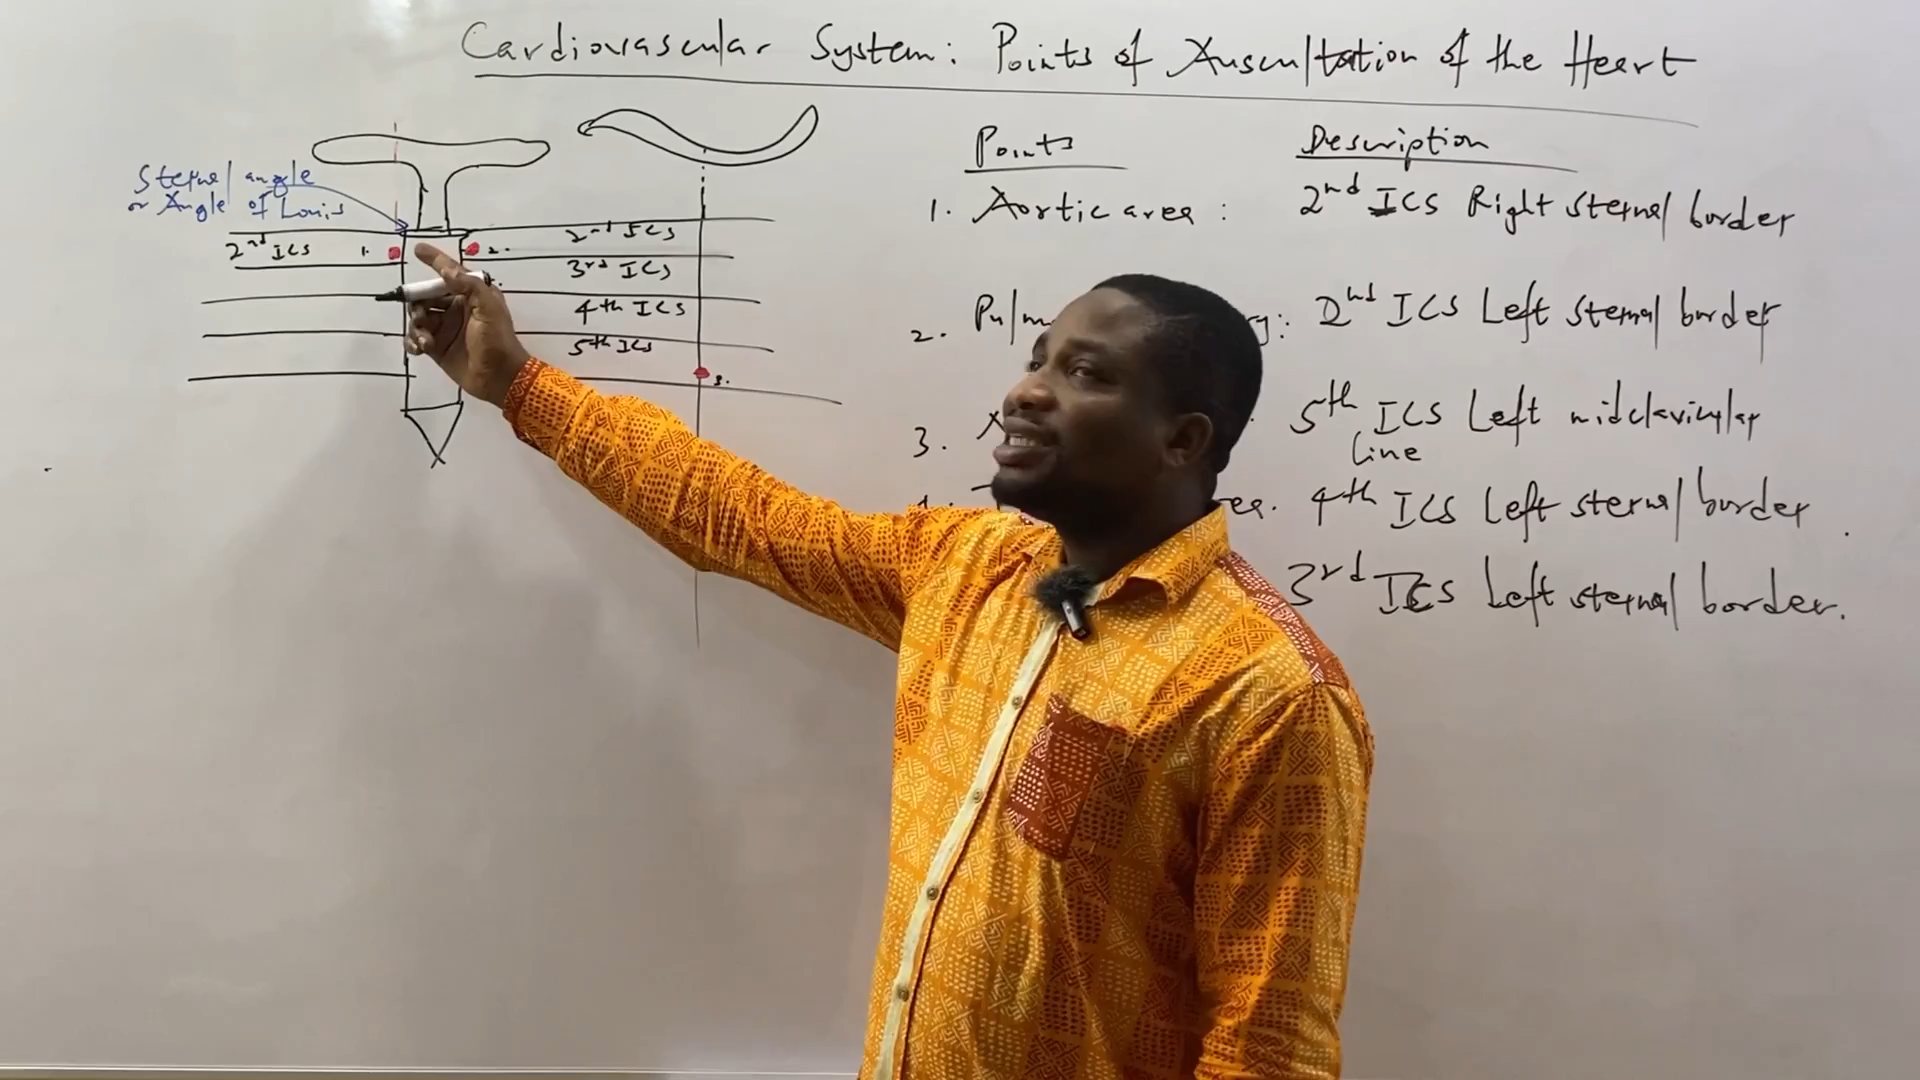 Cardiovascular System: Points of Auscultation of the Heart
Points
Description
1. Aortic area :
2nd ICS Right sternal border
2.
2nd ICS Left sternal border
3.
5th ICS Left midclavicular
line
4th ICS Left sternal border
3rd ICS Left sternal border.
Sternal angle
or Angle of Louis
2nd ICS
1.
2.
2nd ICS
3rd ICS
4th ICS
5th ICS
3.